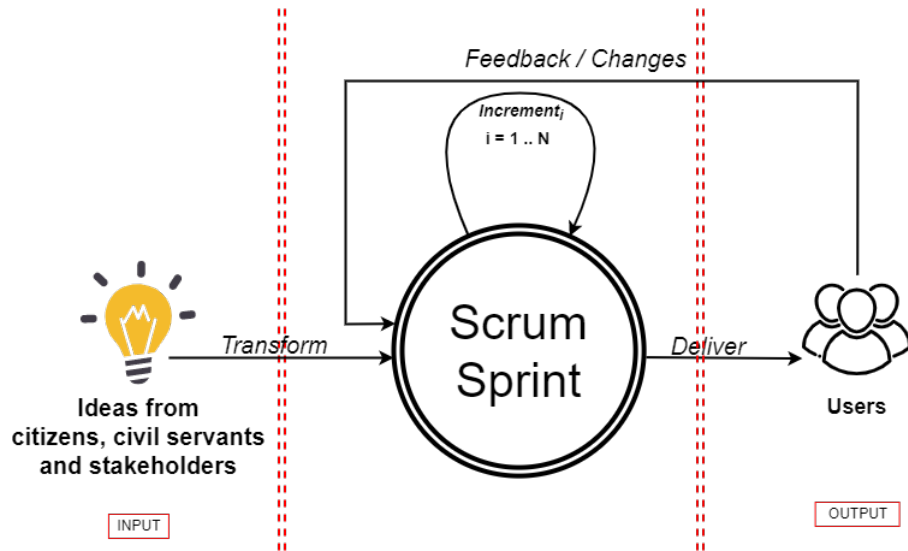 Feedback / Changes
Increment i
i = 1 .. N
Scrum
Sprint
Transform
Deliver
Ideas from
citizens, civil servants
and stakeholders
Users
INPUT
OUTPUT